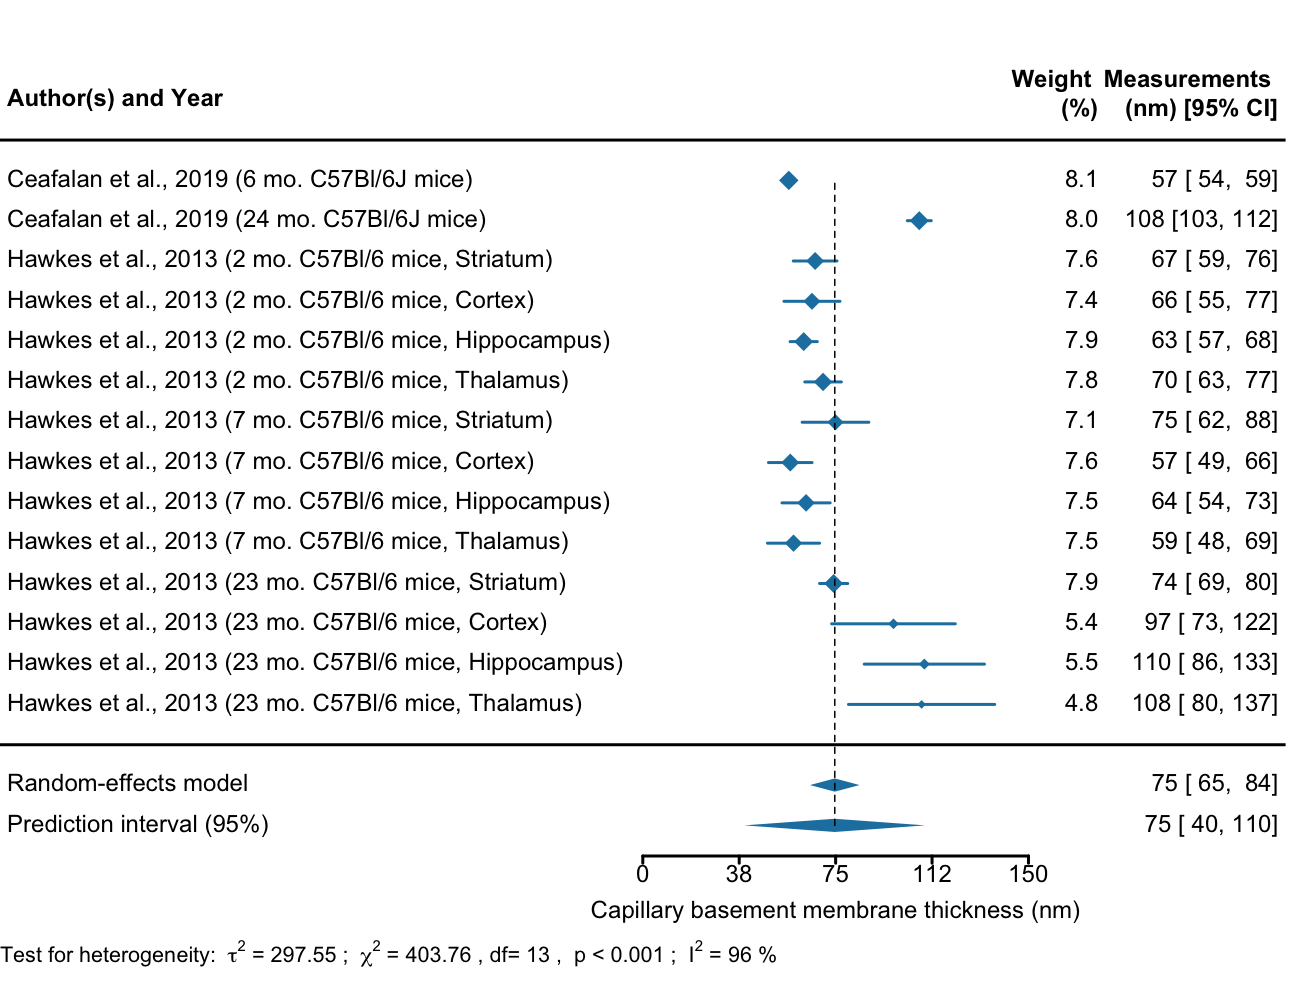 Author(s) and Year Weight (%) Measurements (nm) [95% CI]
Ceafalan et al., 2019 (6 mo. C57Bl/6J mice) 8.1 57 [ 54, 59]
Ceafalan et al., 2019 (24 mo. C57Bl/6J mice) 8.0 108 [103, 112]
Hawkes et al., 2013 (2 mo. C57Bl/6 mice, Striatum) 7.6 67 [ 59, 76]
Hawkes et al., 2013 (2 mo. C57Bl/6 mice, Cortex) 7.4 66 [ 55, 77]
Hawkes et al., 2013 (2 mo. C57Bl/6 mice, Hippocampus) 7.9 63 [ 57, 68]
Hawkes et al., 2013 (2 mo. C57Bl/6 mice, Thalamus) 7.8 70 [ 63, 77]
Hawkes et al., 2013 (7 mo. C57Bl/6 mice, Striatum) 7.1 75 [ 62, 88]
Hawkes et al., 2013 (7 mo. C57Bl/6 mice, Cortex) 7.6 57 [ 49, 66]
Hawkes et al., 2013 (7 mo. C57Bl/6 mice, Hippocampus) 7.5 64 [ 54, 73]
Hawkes et al., 2013 (7 mo. C57Bl/6 mice, Thalamus) 7.5 59 [ 48, 69]
Hawkes et al., 2013 (23 mo. C57Bl/6 mice, Striatum) 7.9 74 [ 69, 80]
Hawkes et al., 2013 (23 mo. C57Bl/6 mice, Cortex) 5.4 97 [ 73, 122]
Hawkes et al., 2013 (23 mo. C57Bl/6 mice, Hippocampus) 5.5 110 [ 86, 133]
Hawkes et al., 2013 (23 mo. C57Bl/6 mice, Thalamus) 4.8 108 [ 80, 137]
Random-effects model 75 [ 65, 84]
Prediction interval (95%) 75 [ 40, 110]
0 38 75 112 150
Capillary basement membrane thickness (nm)
Test for heterogeneity: τ² = 297.55 ; χ² = 403.76 , df= 13 , p < 0.001 ; I² = 96 %